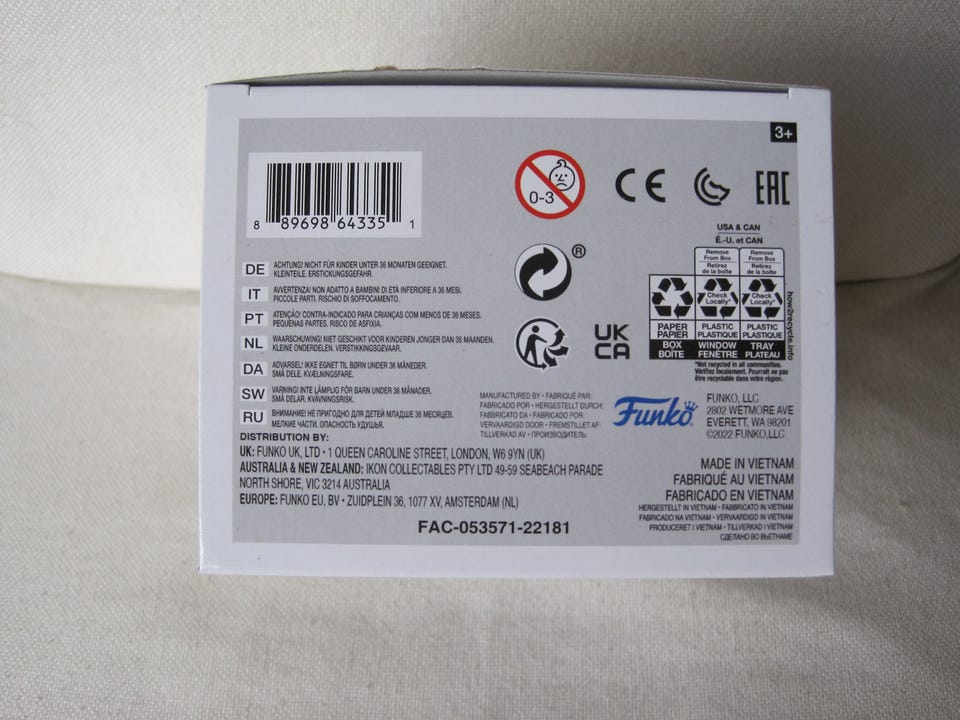 3+
8 89698 64335 1
0-3
CE
EAC
DE ACHTUNG! NICHT FÜR KINDER UNTER 36 MONATEN GEEIGNET.
KLEINTEILE. ERSTICKUNGSGEFAHR.
IT AVVERTENZA! NON ADATTO A BAMBINI DI ETÀ INFERIORE A 36 MESI.
PICCOLE PARTI. RISCHIO DI SOFFOCAMENTO.
PT ATENÇÃO! CONTRA-INDICADO PARA CRIANÇAS COM MENOS DE 36 MESES.
PEQUENAS PARTES. RISCO DE ASFIXIA.
NL WAARSCHUWING! NIET GESCHIKT VOOR KINDEREN JONGER DAN 36 MAANDEN.
KLEINE ONDERDELEN. VERSTIKKINGSGEVAAR.
DA ADVARSEL! IKKE EGNET TIL BØRN UNDER 36 MÅNEDER.
SMÅ DELE. KVÆLNINGSFARE.
SW VARNING! INTE LÄMPLIG FÖR BARN UNDER 36 MÅNADER.
SMÅ DELAR. KVÄVNINGSRISK.
RU ВНИМАНИЕ! НЕ ПРИГОДНО ДЛЯ ДЕТЕЙ МЛАДШЕ 36 МЕСЯЦЕВ.
МЕЛКИЕ ЧАСТИ. ОПАСНОСТЬ УДУШЬЯ.
®
UK
CA
USA & CAN
É.-U. et CAN
Remove From Box
Retirez de la boîte
Remove From Box
Retirez de la boîte
Check Locally*
Check Locally*
PAPER PAPIER
PLASTIC PLASTIQUE
PLASTIC PLASTIQUE
BOX BOÎTE
WINDOW FENÊTRE
TRAY PLATEAU
how2recycle.info
*Not recycled in all communities.
Vérifiez localement. Pourrait ne pas
être recyclable dans votre région.
MANUFACTURED BY • FABRIQUÉ PAR:
FABRICADO POR • HERGESTELLT DURCH:
FABRICATO DA • FABRICADO POR:
VERVAARDIGD DOOR • FREMSTILLET AF:
TILLVERKAD AV • ПРОИЗВОДИТЕЛЬ:
Funko
FUNKO, LLC
2802 WETMORE AVE
EVERETT, WA 98201
©2022 FUNKO,LLC
DISTRIBUTION BY:
UK: FUNKO UK, LTD • 1 QUEEN CAROLINE STREET, LONDON, W6 9YN (UK)
AUSTRALIA & NEW ZEALAND: IKON COLLECTABLES PTY LTD 49-59 SEABEACH PARADE
NORTH SHORE, VIC 3214 AUSTRALIA
EUROPE: FUNKO EU, BV • ZUIDPLEIN 36, 1077 XV, AMSTERDAM (NL)
FAC-053571-22181
MADE IN VIETNAM
FABRIQUÉ AU VIETNAM
FABRICADO EN VIETNAM
HERGESTELLT IN VIETNAM • FABBRICATO IN VIETNAM
FABRICADO NA VIETNAM • VERVAARDIGD IN VIETNAM
PRODUCERET I VIETNAM • TILLVERKAD I VIETNAM
СДЕЛАНО ВО ВЬЕТНАМЕ